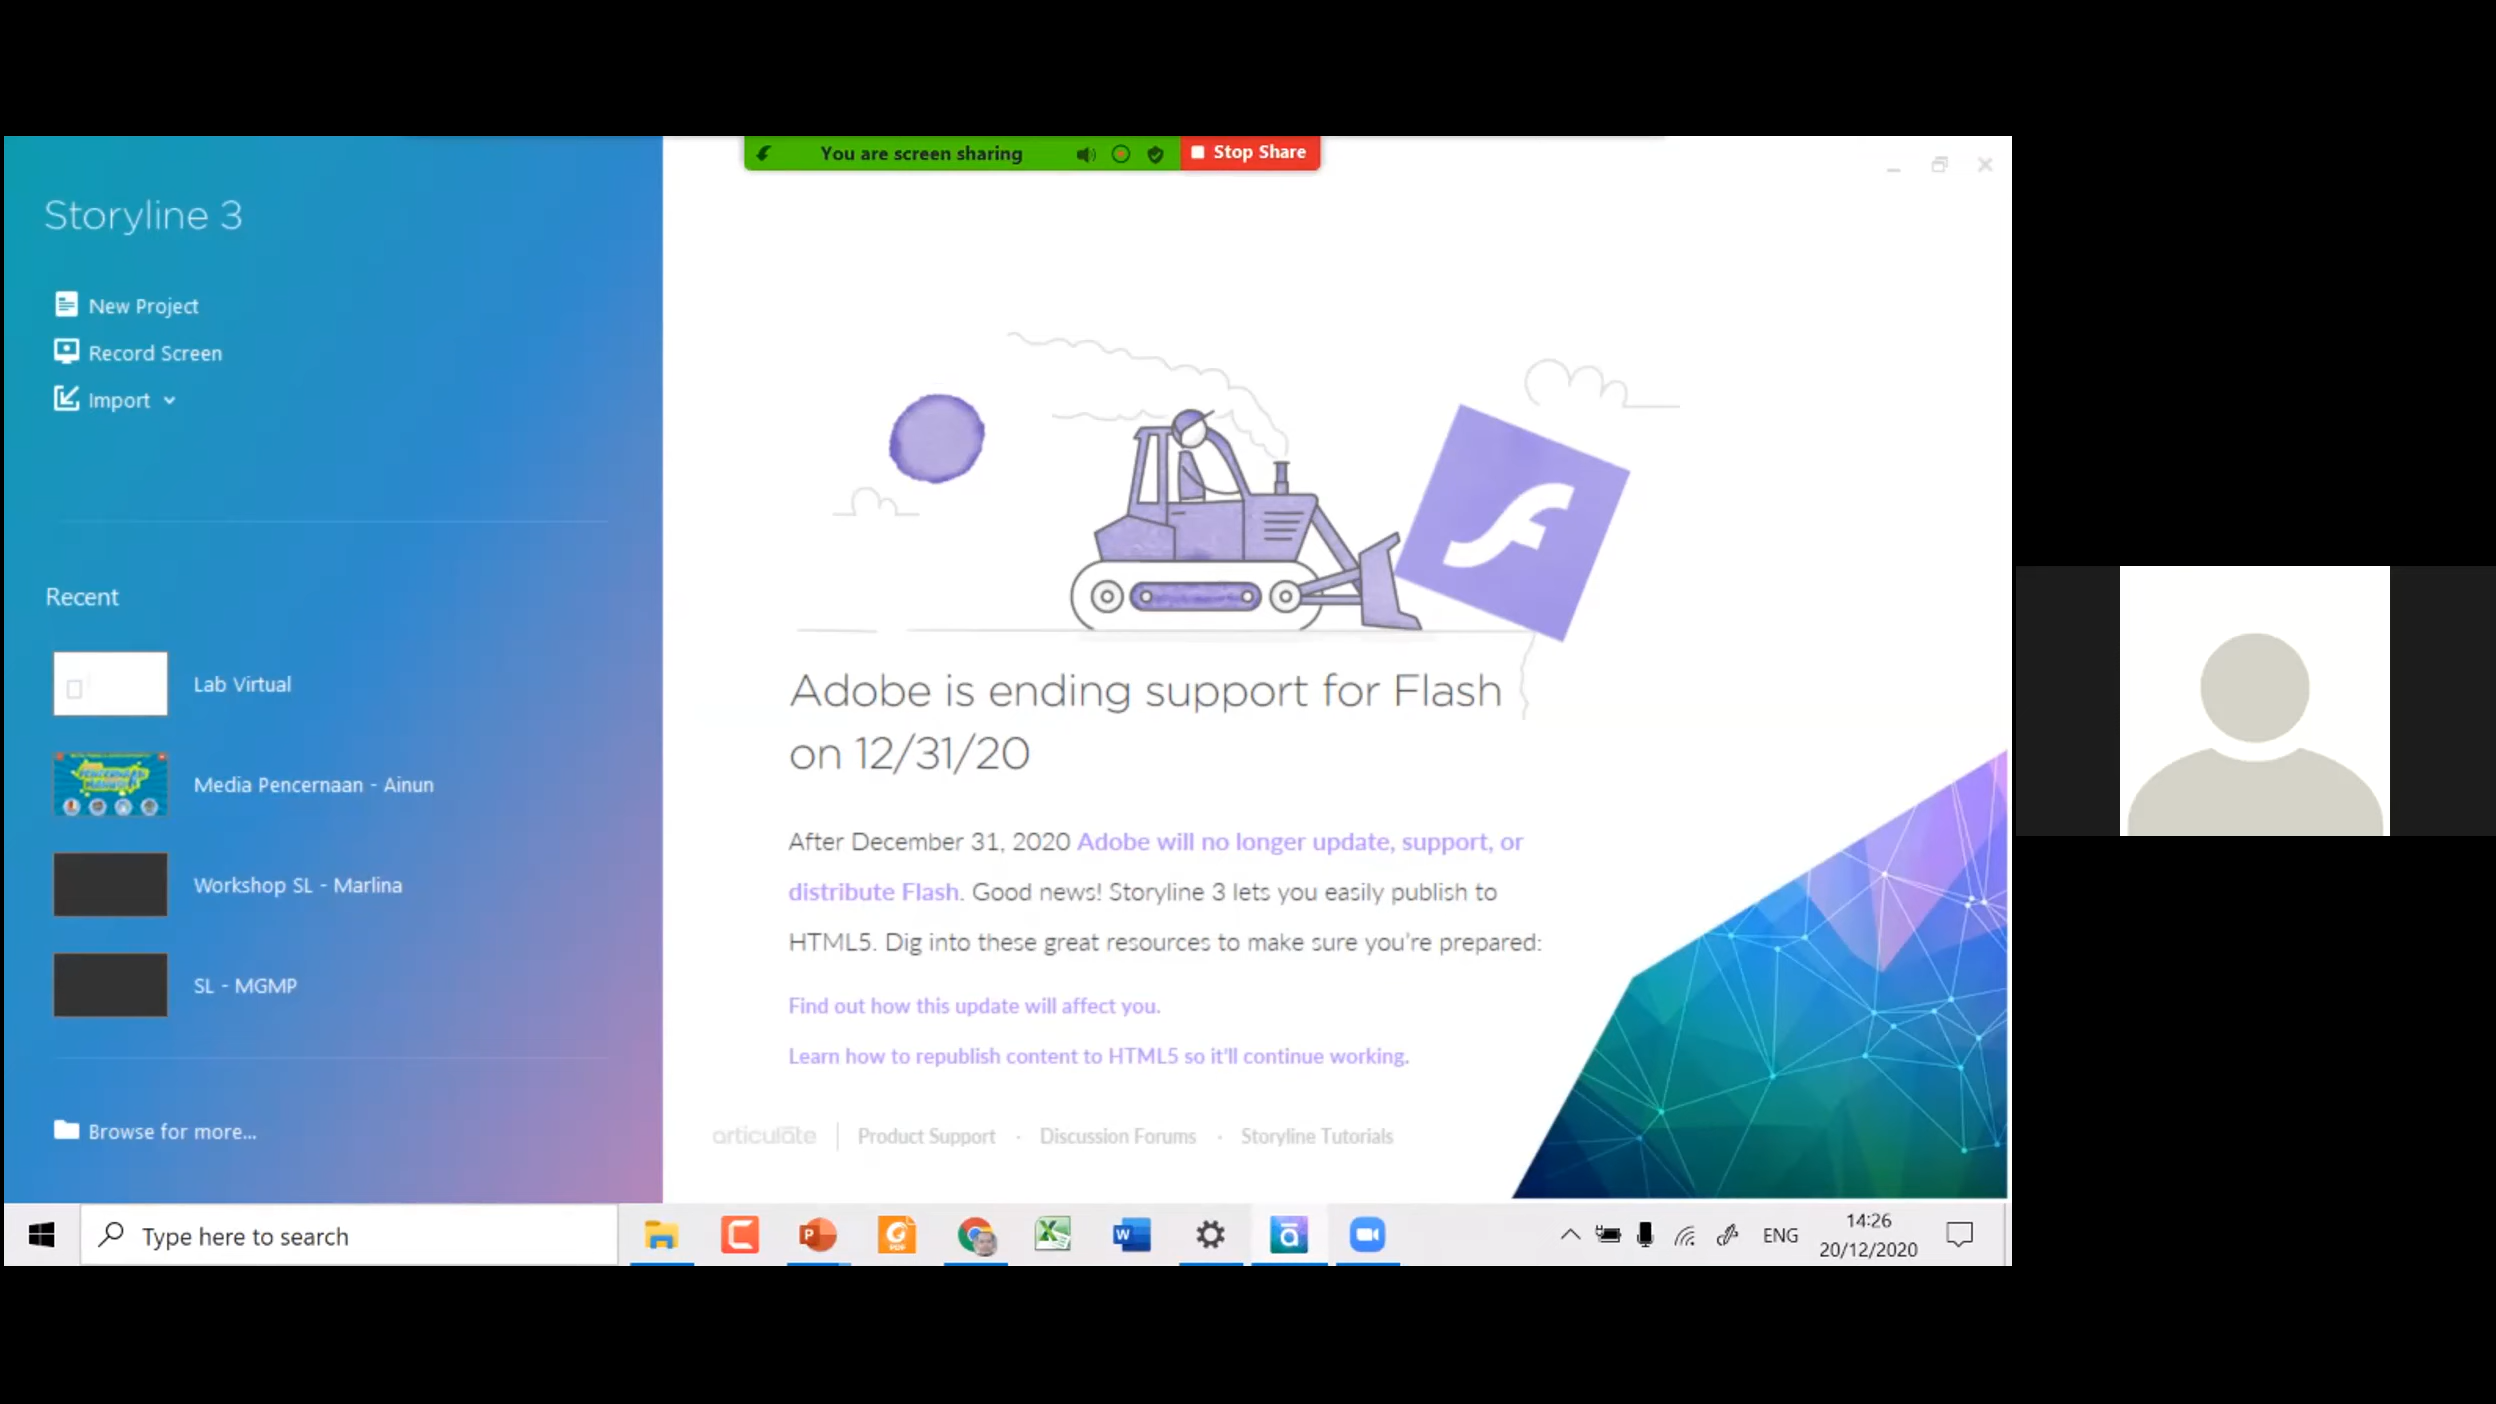 You are screen sharing
Stop Share
Storyline 3
New Project
Record Screen
Import
Recent
Lab Virtual
Media Pencernaan - Ainun
Workshop SL - Marlina
SL - MGMP
Browse for more...
Adobe is ending support for Flash
on 12/31/20
After December 31, 2020 Adobe will no longer update, support, or
distribute Flash. Good news! Storyline 3 lets you easily publish to
HTML5. Dig into these great resources to make sure you're prepared:
Find out how this update will affect you.
Learn how to republish content to HTML5 so it'll continue working.
articulate
Product Support · Discussion Forums · Storyline Tutorials
Type here to search
ENG
14:26
20/12/2020